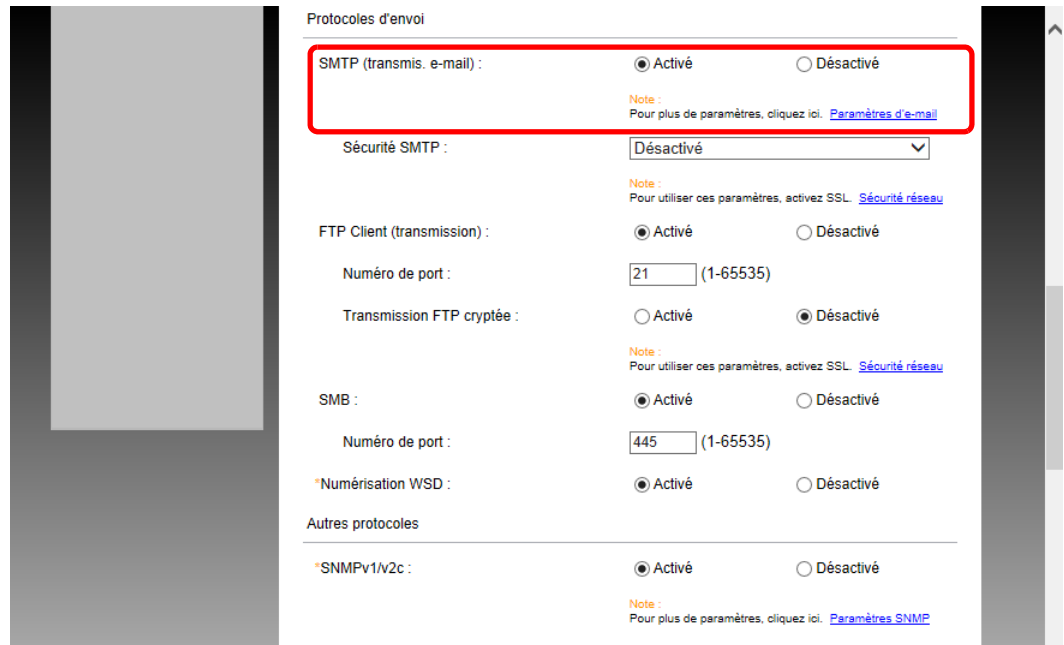 Protocoles d'envoi
SMTP (transmis. e-mail) : Activé Désactivé
Note :
Pour plus de paramètres, cliquez ici. Paramètres d'e-mail
Sécurité SMTP : Désactivé
Note :
Pour utiliser ces paramètres, activez SSL. Sécurité réseau
FTP Client (transmission) : Activé Désactivé
Numéro de port : 21 (1-65535)
Transmission FTP cryptée : Activé Désactivé
Note :
Pour utiliser ces paramètres, activez SSL. Sécurité réseau
SMB : Activé Désactivé
Numéro de port : 445 (1-65535)
*Numérisation WSD : Activé Désactivé
Autres protocoles
*SNMPv1/v2c : Activé Désactivé
Note :
Pour plus de paramètres, cliquez ici. Paramètres SNMP